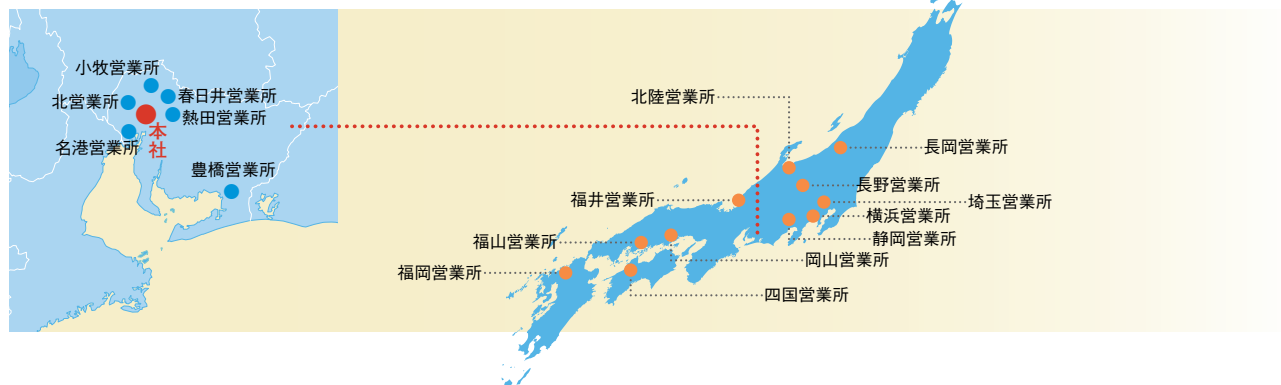 小牧営業所
春日井営業所
北営業所
熱田営業所
本社
名港営業所
豊橋営業所
北陸営業所
長岡営業所
長野営業所
福井営業所
埼玉営業所
横浜営業所
静岡営業所
福山営業所
岡山営業所
福岡営業所
四国営業所